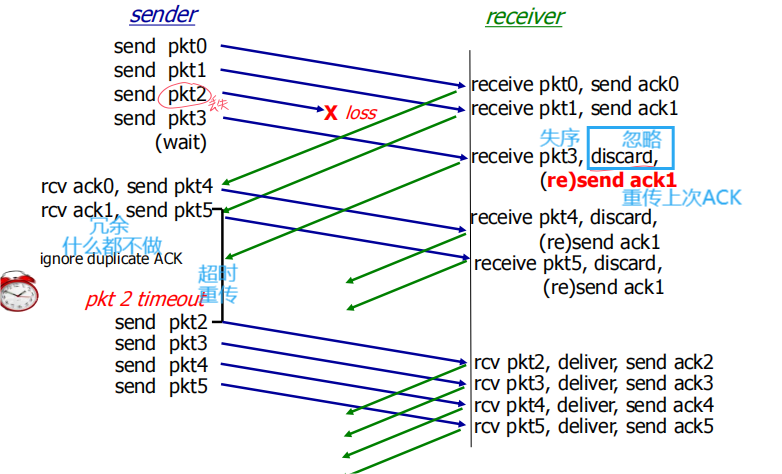 sender
receiver
send pkt0
send pkt1
send pkt2
丢失
send pkt3
(wait)
X loss
receive pkt0, send ack0
receive pkt1, send ack1
失序
忽略
receive pkt3, discard,
(re)send ack1
重传上次ACK
rcv ack0, send pkt4
rcv ack1, send pkt5
冗余
什么都不做
ignore duplicate ACK
超时
重传
pkt 2 timeout
receive pkt4, discard,
(re)send ack1
receive pkt5, discard,
(re)send ack1
send pkt2
send pkt3
send pkt4
send pkt5
rcv pkt2, deliver, send ack2
rcv pkt3, deliver, send ack3
rcv pkt4, deliver, send ack4
rcv pkt5, deliver, send ack5